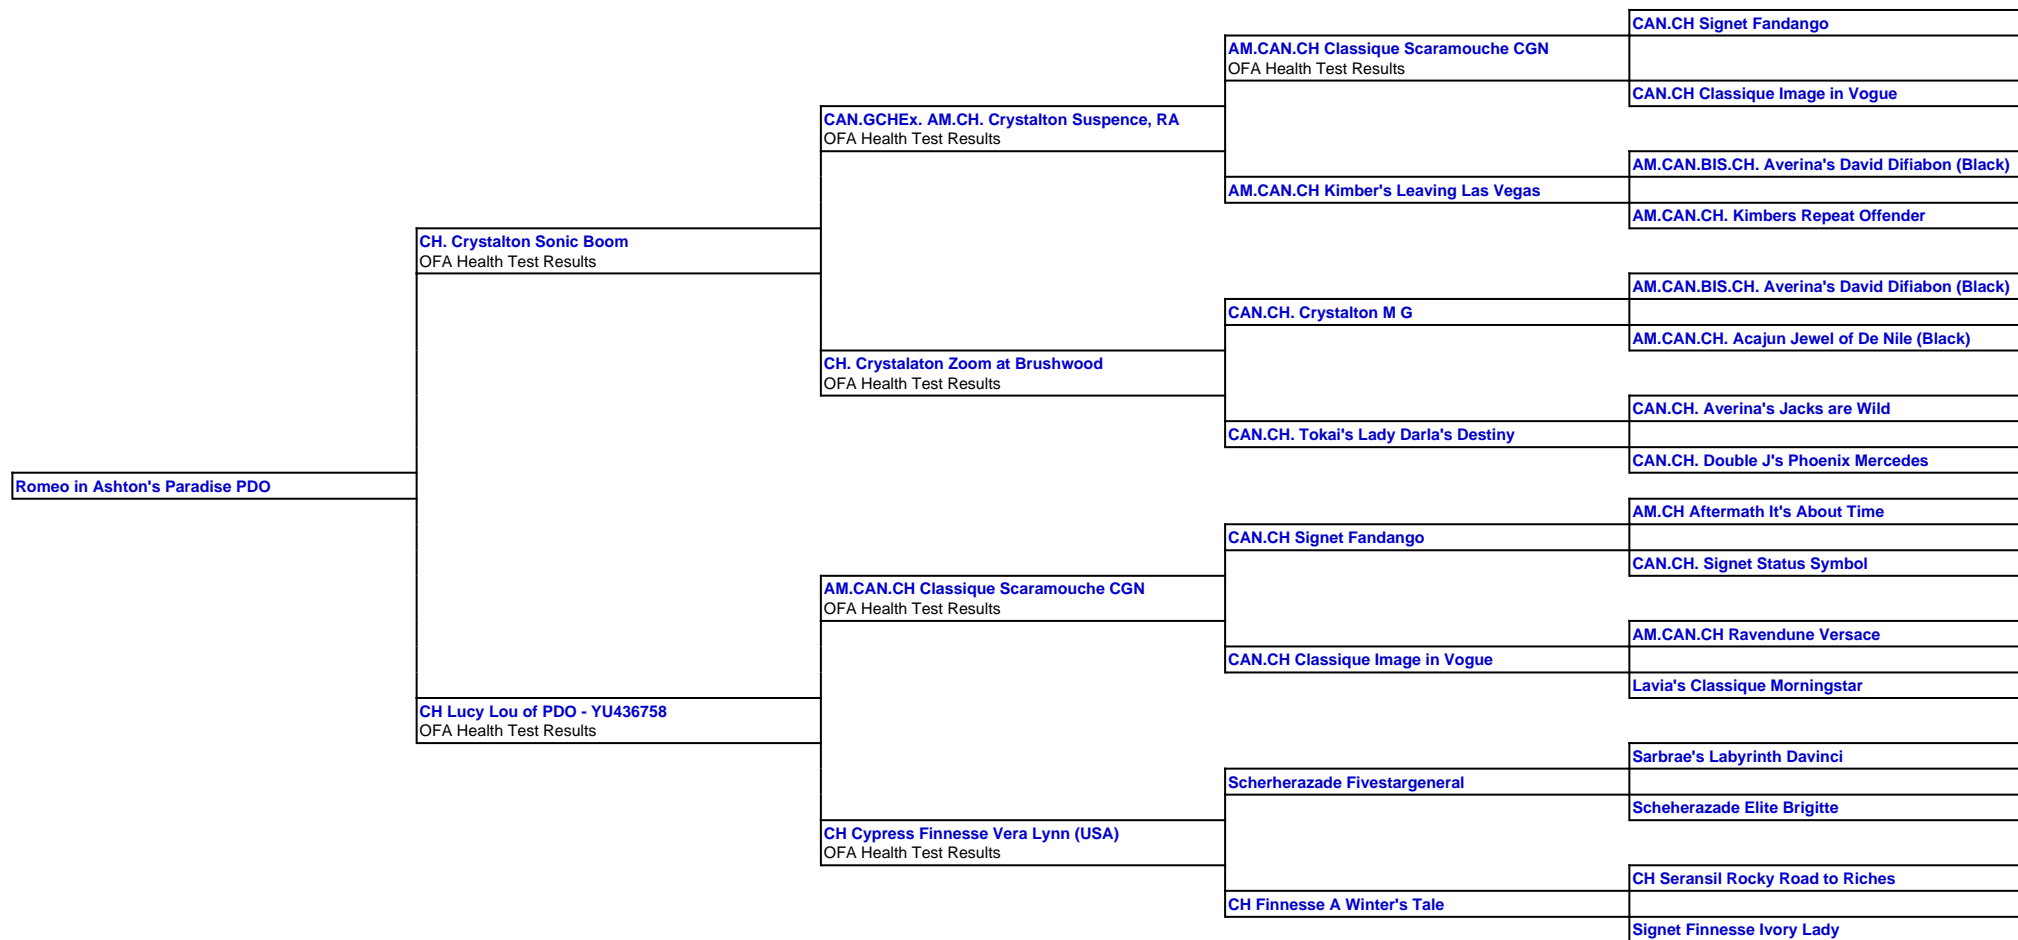 CAN.CH Signet Fandango
AM.CAN.CH Classique Scaramouche CGN
OFA Health Test Results
CAN.CH Classique Image in Vogue
CAN.GCHEx. AM.CH. Crystalton Suspence, RA
OFA Health Test Results
AM.CAN.BIS.CH. Averina's David Difiabon (Black)
AM.CAN.CH Kimber's Leaving Las Vegas
AM.CAN.CH. Kimbers Repeat Offender
CH. Crystalton Sonic Boom
OFA Health Test Results
AM.CAN.BIS.CH. Averina's David Difiabon (Black)
CAN.CH. Crystalton M G
AM.CAN.CH. Acajun Jewel of De Nile (Black)
CH. Crystalaton Zoom at Brushwood
OFA Health Test Results
CAN.CH. Averina's Jacks are Wild
CAN.CH. Tokai's Lady Darla's Destiny
CAN.CH. Double J's Phoenix Mercedes
Romeo in Ashton's Paradise PDO
AM.CH Aftermath It's About Time
CAN.CH Signet Fandango
CAN.CH. Signet Status Symbol
AM.CAN.CH Classique Scaramouche CGN
OFA Health Test Results
AM.CAN.CH Ravendune Versace
CAN.CH Classique Image in Vogue
Lavia's Classique Morningstar
CH Lucy Lou of PDO - YU436758
OFA Health Test Results
Sarbrae's Labyrinth Davinci
Scherherazade Fivestargeneral
Scheherazade Elite Brigitte
CH Cypress Finnesse Vera Lynn (USA)
OFA Health Test Results
CH Seransil Rocky Road to Riches
CH Finnesse A Winter's Tale
Signet Finnesse Ivory Lady